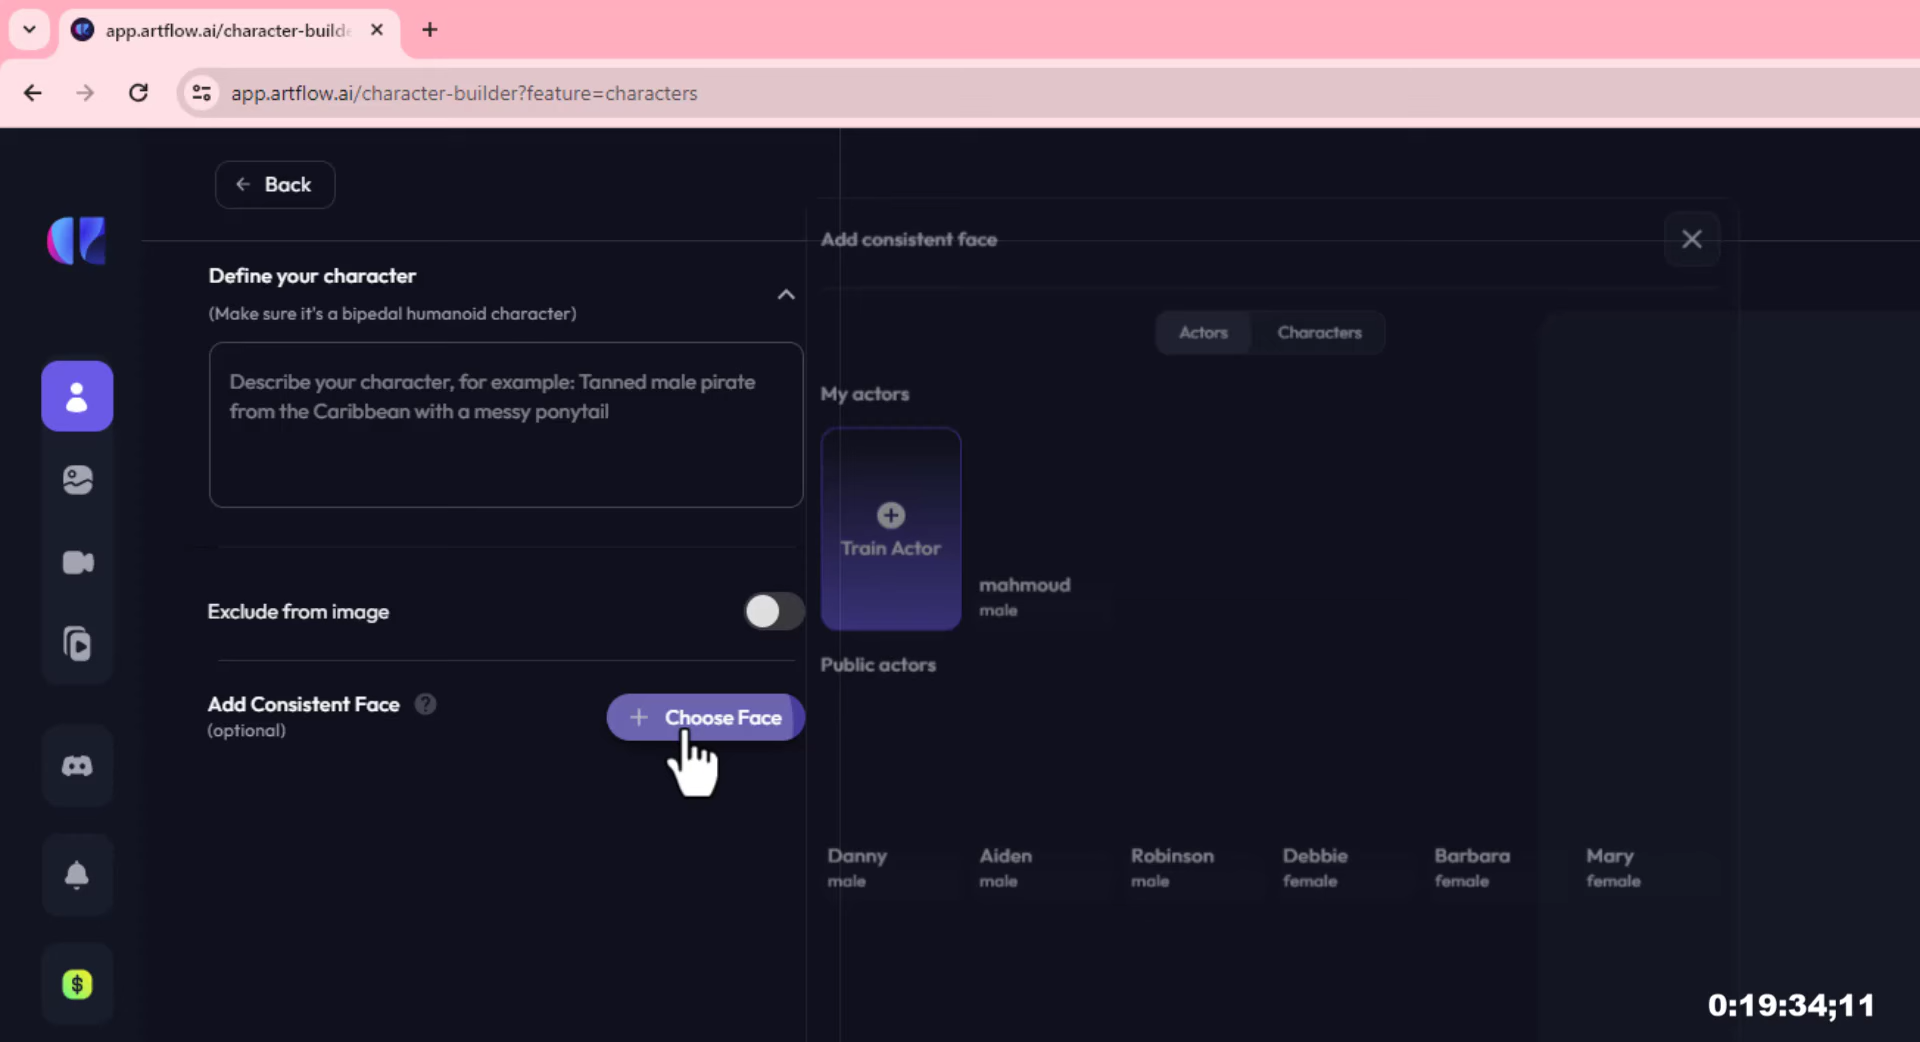 app.artflow.ai/character-builde
app.artflow.ai/character-builder?feature=characters
Back
Define your character
(Make sure it's a bipedal humanoid character)
Describe your character, for example: Tanned male pirate
from the Caribbean with a messy ponytail
Exclude from image
Add Consistent Face ?
(optional)
+ Choose Face
Add consistent face
Actors
Characters
My actors
Train Actor
mahmoud
male
Public actors
Danny
male
Aiden
male
Robinson
male
Debbie
female
Barbara
female
Mary
female
$
0:19:34;11